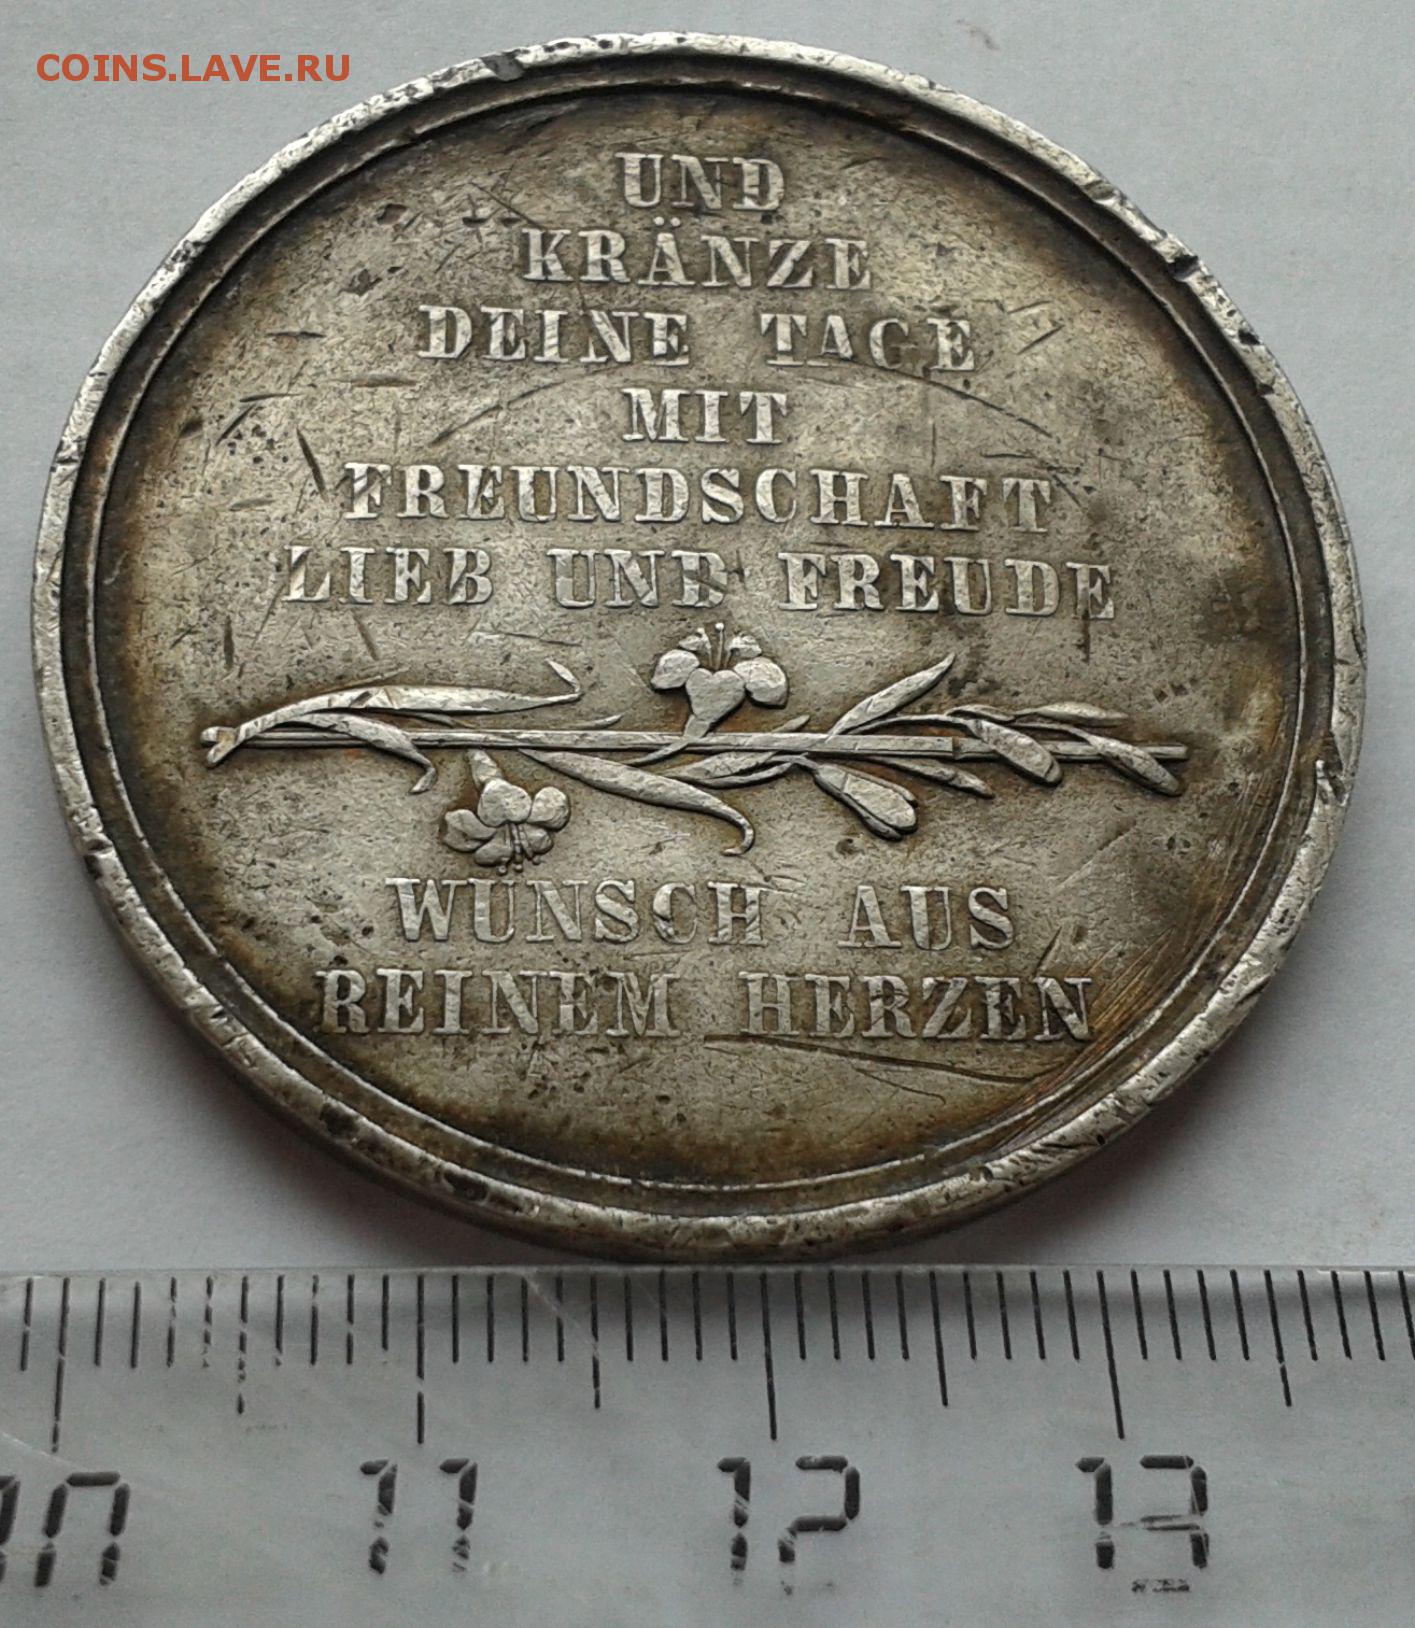 COINS.LAVE.RU
UND
KRÄNZE
DEINE TAGE
MIT
FREUNDSCHAFT
LIEB UND FREUDE
WUNSCH AUS
REINEM HERZEN
11 12 13